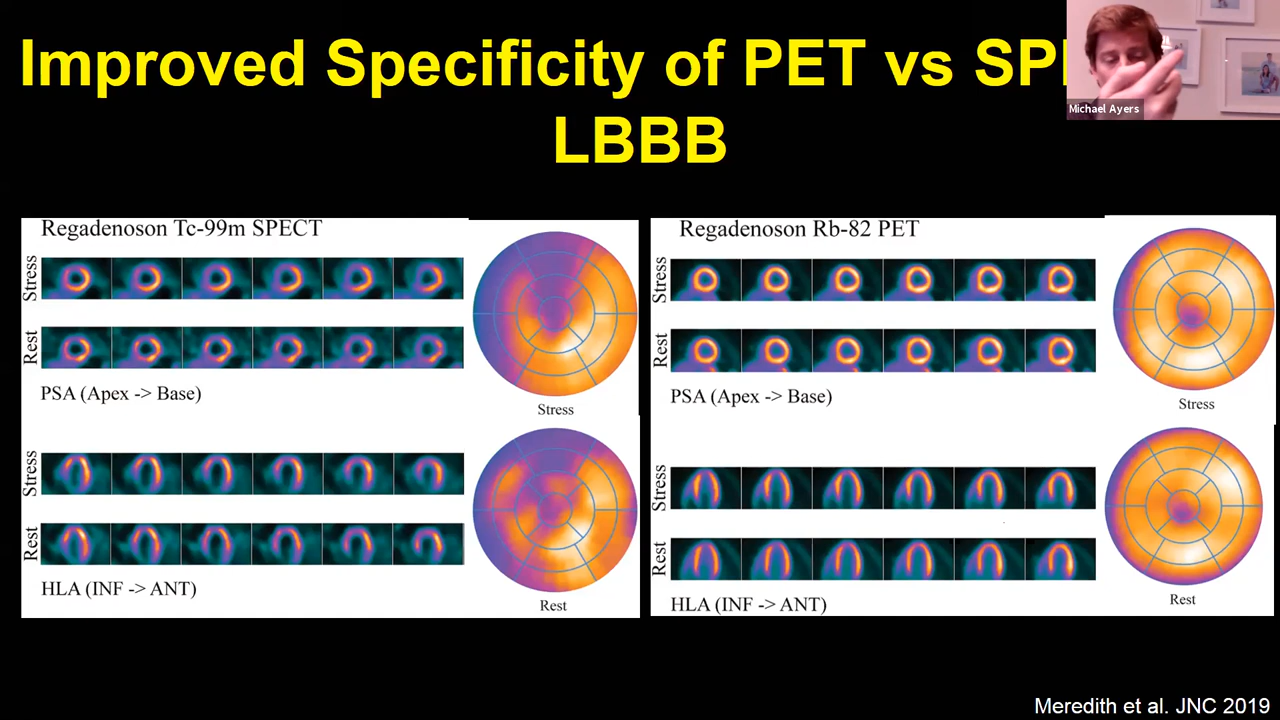 Improved Specificity of PET vs SP
LBBB
Michael Ayers
Regadenoson Tc-99m SPECT
Stress
Rest
PSA (Apex -> Base)
Stress
Stress
Rest
HLA (INF -> ANT)
Rest
Regadenoson Rb-82 PET
Stress
Rest
PSA (Apex -> Base)
Stress
Stress
Rest
HLA (INF -> ANT)
Rest
Meredith et al. JNC 2019